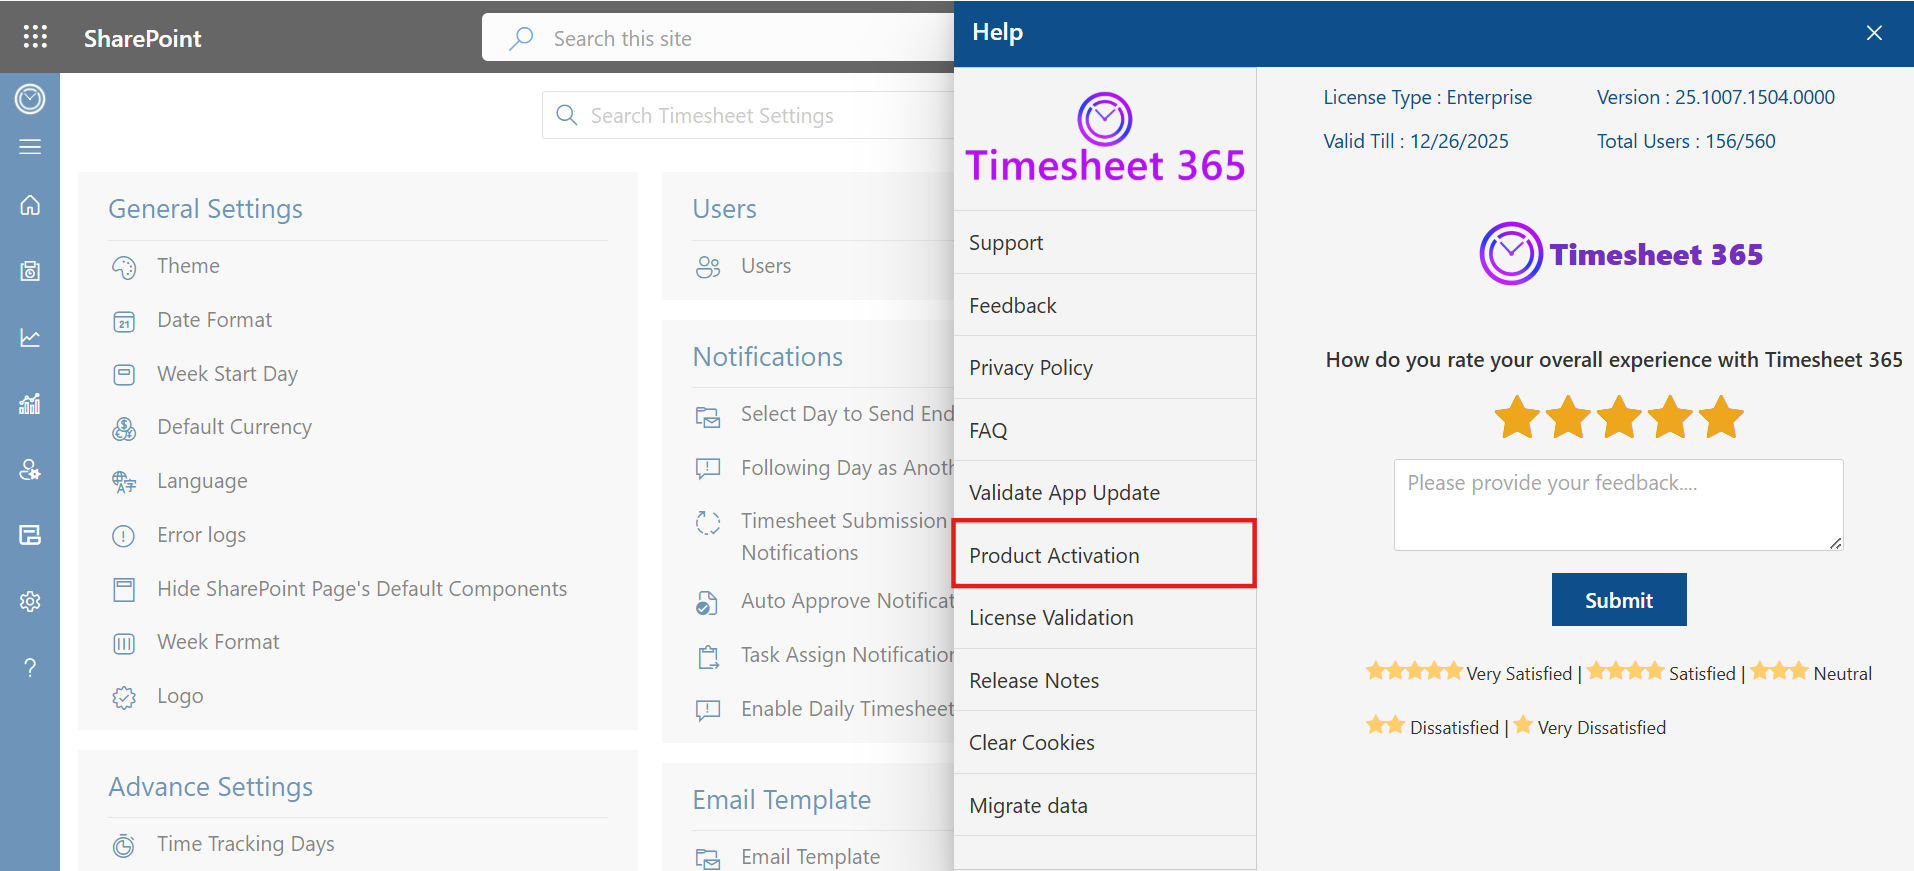 SharePoint
Search this site
Search Timesheet Settings
General Settings
Theme
21
Date Format
Week Start Day
Default Currency
Language
Error logs
Hide SharePoint Page's Default Components
Week Format
Logo
Advance Settings
Time Tracking Days
Users
Users
Notifications
Select Day to Send End
Following Day as Anoth
Timesheet Submission
Notifications
Auto Approve Notificat
Task Assign Notification
Enable Daily Timesheet
Email Template
Email Template
Help
Timesheet 365
Support
Feedback
Privacy Policy
FAQ
Validate App Update
Product Activation
License Validation
Release Notes
Clear Cookies
Migrate data
License Type : Enterprise
Version : 25.1007.1504.0000
Valid Till : 12/26/2025
Total Users : 156/560
Timesheet 365
How do you rate your overall experience with Timesheet 365
Please provide your feedback....
Submit
Very Satisfied | Satisfied | Neutral
Dissatisfied | Very Dissatisfied